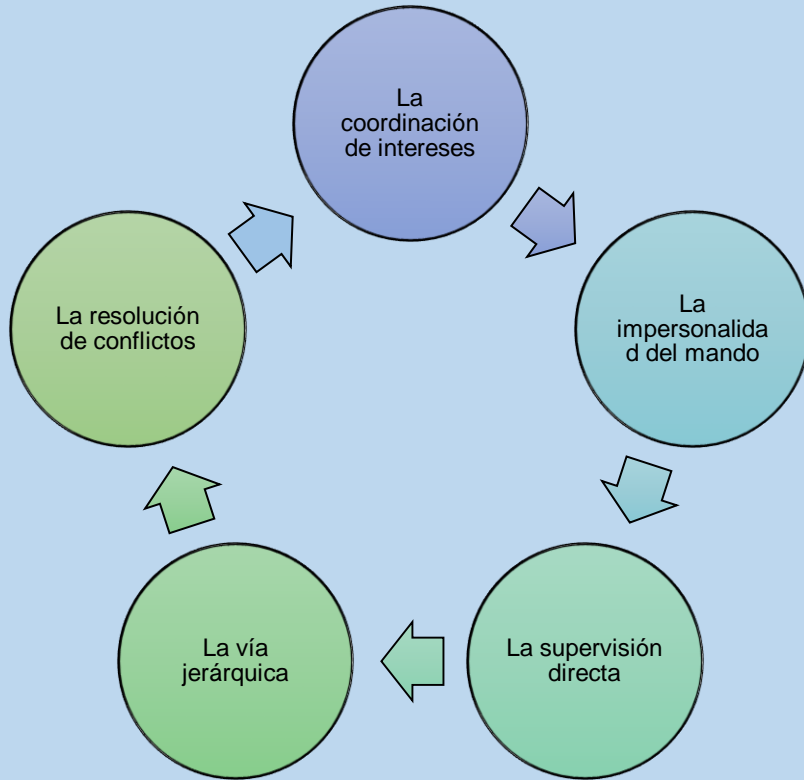 La
coordinación
de intereses
La
impersonalida
d del mando
La supervisión
directa
La vía
jerárquica
La resolución
de conflictos